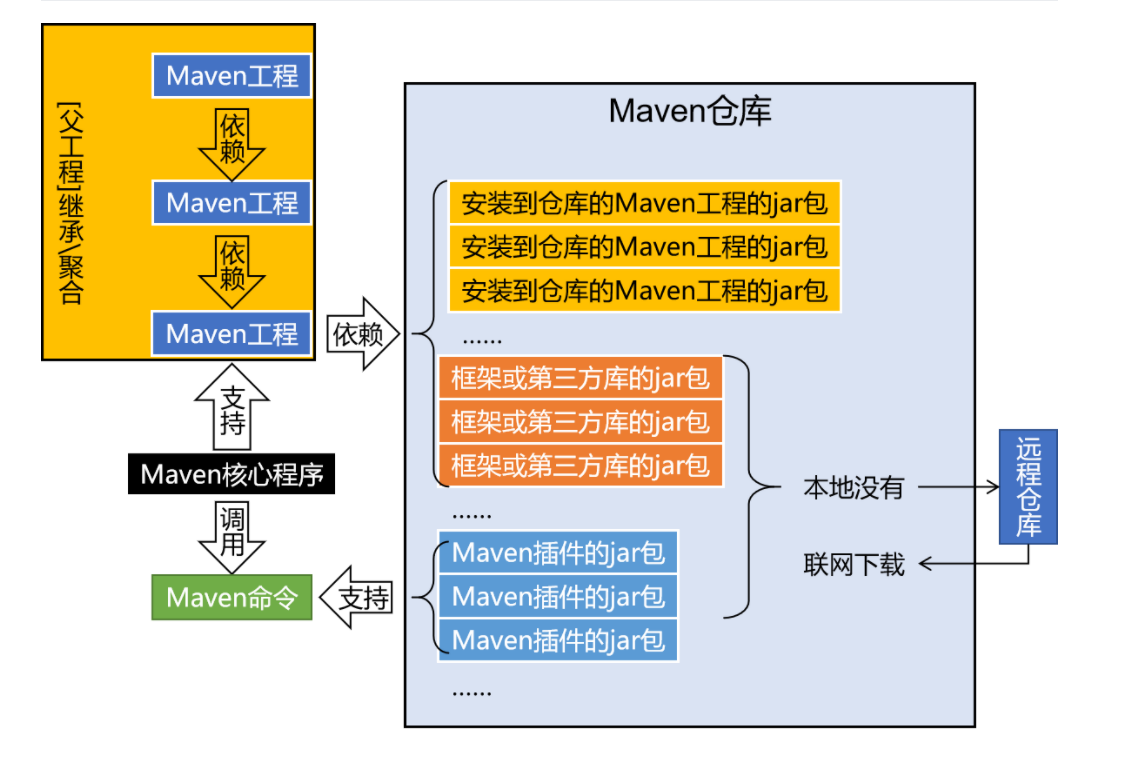 [父工程]继承/聚合
Maven工程
依赖
Maven工程
依赖
Maven工程
依赖
支持
Maven核心程序
调用
Maven命令
支持
Maven仓库
安装到仓库的Maven工程的jar包
安装到仓库的Maven工程的jar包
安装到仓库的Maven工程的jar包
......
框架或第三方库的jar包
框架或第三方库的jar包
框架或第三方库的jar包
......
Maven插件的jar包
Maven插件的jar包
Maven插件的jar包
......
本地没有
联网下载
远程仓库